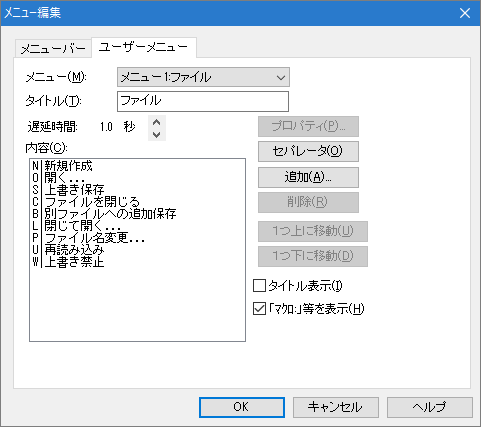 メニュー編集
メニューバー ユーザーメニュー
メニュー(M): メニュー1:ファイル
タイトル(T): ファイル
遅延時間: 1.0 秒
プロパティ(P)...
内容(C):
セパレータ(O)
N|新規作成
O|開く...
S|上書き保存
C|ファイルを閉じる
B|別ファイルへの追加保存
L|閉じて開く...
P|ファイル名変更...
U|再読み込み
W|上書き禁止
追加(A)...
削除(R)
1つ上に移動(U)
1つ下に移動(D)
タイトル表示(I)
「マクロ:」等を表示(H)
OK キャンセル ヘルプ